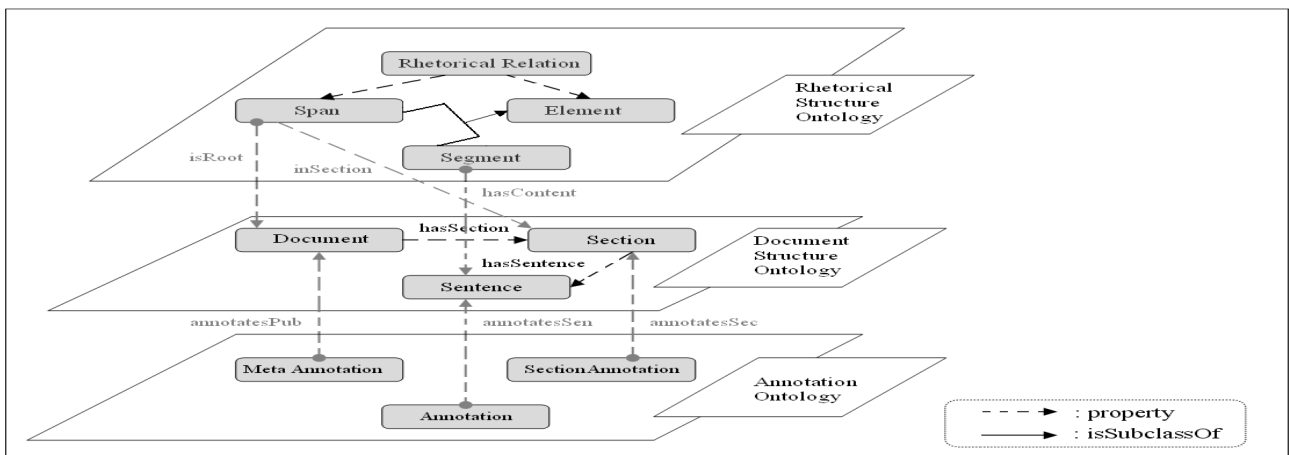 Rhetorical Relation
Span
Element
Segment
Rhetorical
Structure
Ontology
isRoot
inSection
hasContent
Document
hasSection
Section
hasSentence
Sentence
Document
Structure
Ontology
annotatesPub
annotatesSen
annotatesSec
Meta Annotation
SectionAnnotation
Annotation
Annotation
Ontology
: property
: isSubclassOf